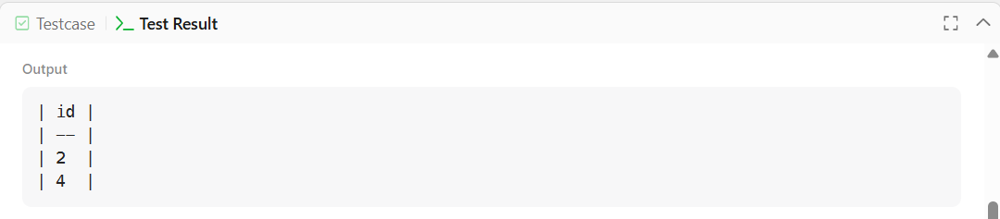 Testcase Test Result
Output
| id |
| -- |
| 2 |
| 4 |